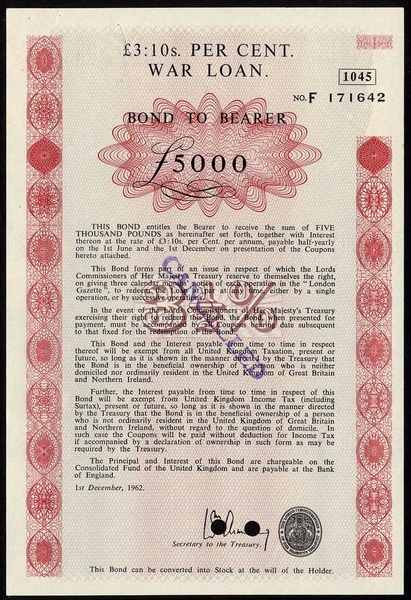 £3:10s. PER CENT.
WAR LOAN.
1045
NO. F 171642
BOND TO BEARER
£5000
THIS BOND entitles the Bearer to receive the sum of FIVE
THOUSAND POUNDS as hereinafter set forth, together with Interest
thereon at the rate of £3:10s. per Cent. per annum, payable half-yearly
on the 1st June and the 1st December on presentation of the Coupons
hereto attached.
This Bond forms part of an issue in respect of which the Lords
Commissioners of Her Majesty's Treasury reserve to themselves the right,
on giving three calendar months' notice in the "London
Gazette", to redeem the Bonds at par either by a single
operation, or by successive
3½%
CANCELLED
In the event of the Commissioners of Her Majesty's Treasury
exercising their right to redeem the Bond, the when presented for
payment, must be accompanied by all date subsequent
to that fixed for the redemption of the Bond.
This Bond and the Interest payable from time to time in respect
thereof will be exempt from all United Kingdom Taxation, present or
future, so long as it is shown in the manner directed by the Treasury that
the Bond is in the beneficial ownership of a person who is neither
domiciled nor ordinarily resident in the United Kingdom of Great Britain
and Northern Ireland.
Further, the Interest payable from time to time in respect of this
Bond will be exempt from United Kingdom Income Tax (including
Surtax), present or future, so long as it is shown in the manner directed
by the Treasury that the Bond is in the beneficial ownership of a person
who is not ordinarily resident in the United Kingdom of Great Britain and
Northern Ireland, without regard to the question of domicile. In
such case the Coupons will be paid without deduction for Income Tax
if accompanied by a declaration of ownership in such form as may be
required by the Treasury.
The Principal and Interest of this Bond are chargeable on the
Consolidated Fund of the United Kingdom and are payable at the Bank
of England.
1st December, 1962.
Secretary to the Treasury.
This Bond can be converted into Stock at the will of the Holder.